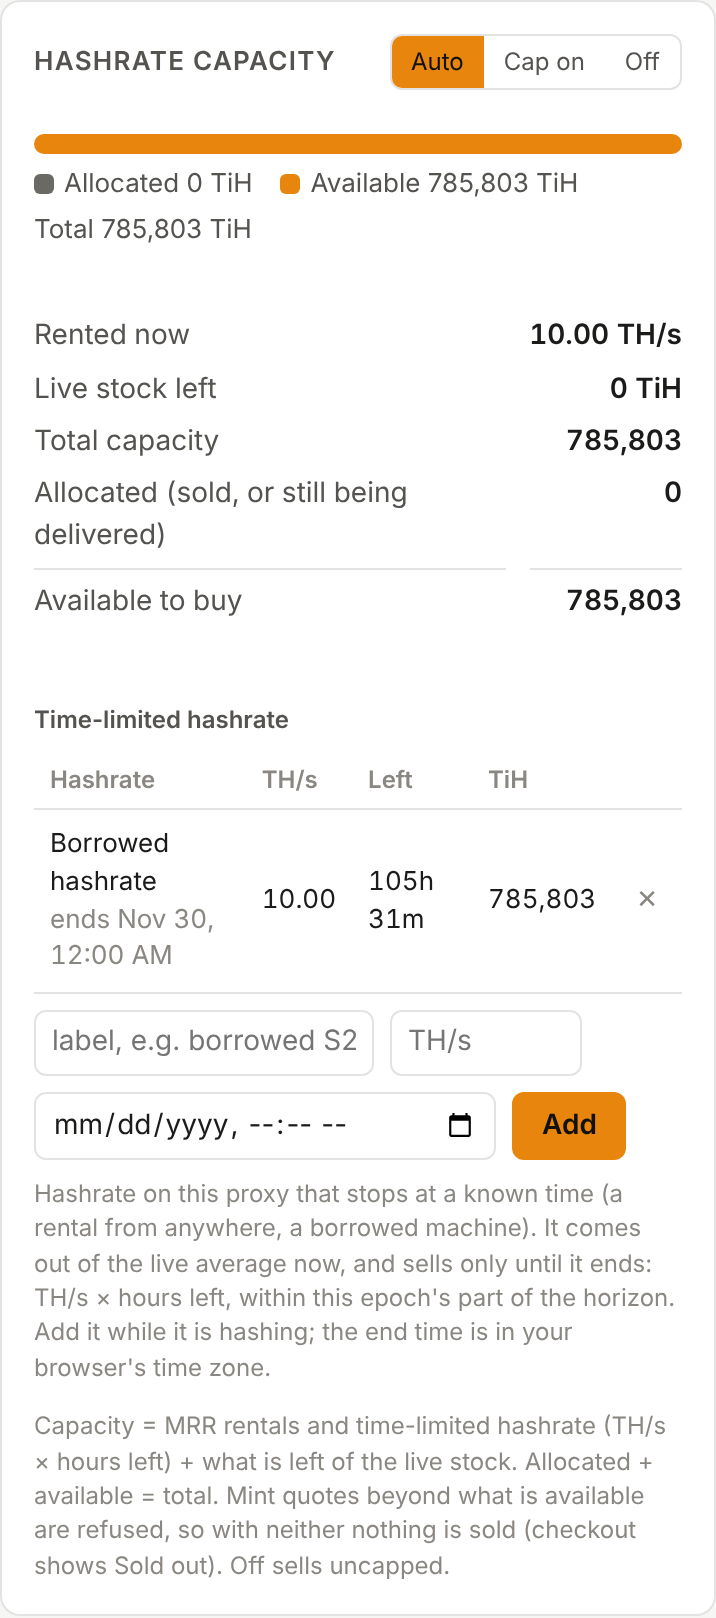 HASHRATE CAPACITY
Auto Cap on Off
Allocated 0 TiH Available 785,803 TiH
Total 785,803 TiH
Rented now 10.00 TH/s
Live stock left 0 TiH
Total capacity 785,803
Allocated (sold, or still being 0
delivered)
Available to buy 785,803
Time-limited hashrate
Hashrate TH/s Left TiH
Borrowed
hashrate
ends Nov 30,
12:00 AM
10.00
105h
31m
785,803
×
label, e.g. borrowed S2 TH/s
mm/dd/yyyy, --:-- -- Add
Hashrate on this proxy that stops at a known time (a
rental from anywhere, a borrowed machine). It comes
out of the live average now, and sells only until it ends:
TH/s × hours left, within this epoch's part of the horizon.
Add it while it is hashing; the end time is in your
browser's time zone.
Capacity = MRR rentals and time-limited hashrate (TH/s
× hours left) + what is left of the live stock. Allocated +
available = total. Mint quotes beyond what is available
are refused, so with neither nothing is sold (checkout
shows Sold out). Off sells uncapped.